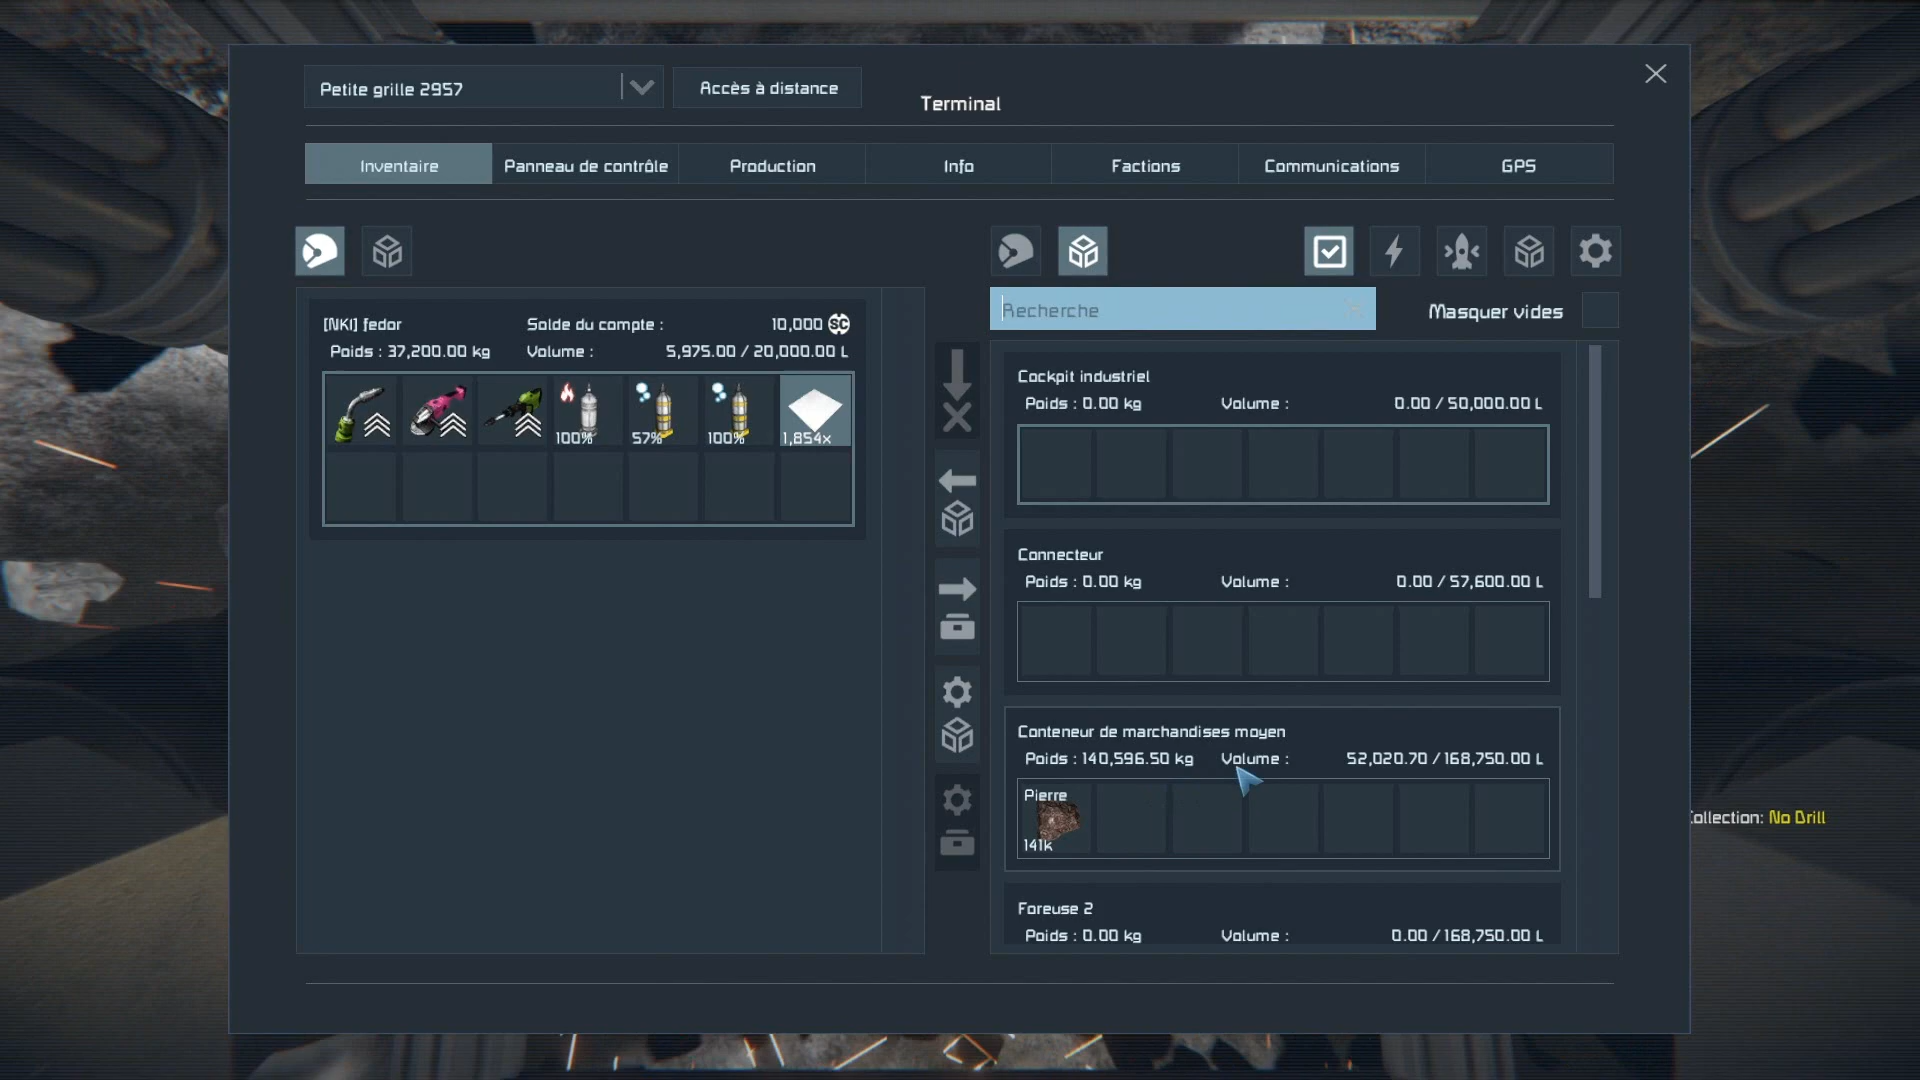 Petite grille 2957
Accès à distance
Terminal
Inventaire
Panneau de contrôle
Production
Info
Factions
Communications
GPS
[NKI] fedor
Solde du compte :
10,000 SC
Poids : 37,200.00 kg
Volume :
5,975.00 / 20,000.00 L
100%
57%
100%
1,854x
Recherche
Masquer vides
Cockpit industriel
Poids : 0.00 kg
Volume :
0.00 / 50,000.00 L
Connecteur
Poids : 0.00 kg
Volume :
0.00 / 57,600.00 L
Conteneur de marchandises moyen
Poids : 140,596.50 kg
Volume :
52,020.70 / 168,750.00 L
Pierre
141k
Foreuse 2
Poids : 0.00 kg
Volume :
0.00 / 168,750.00 L
ollection: No Drill